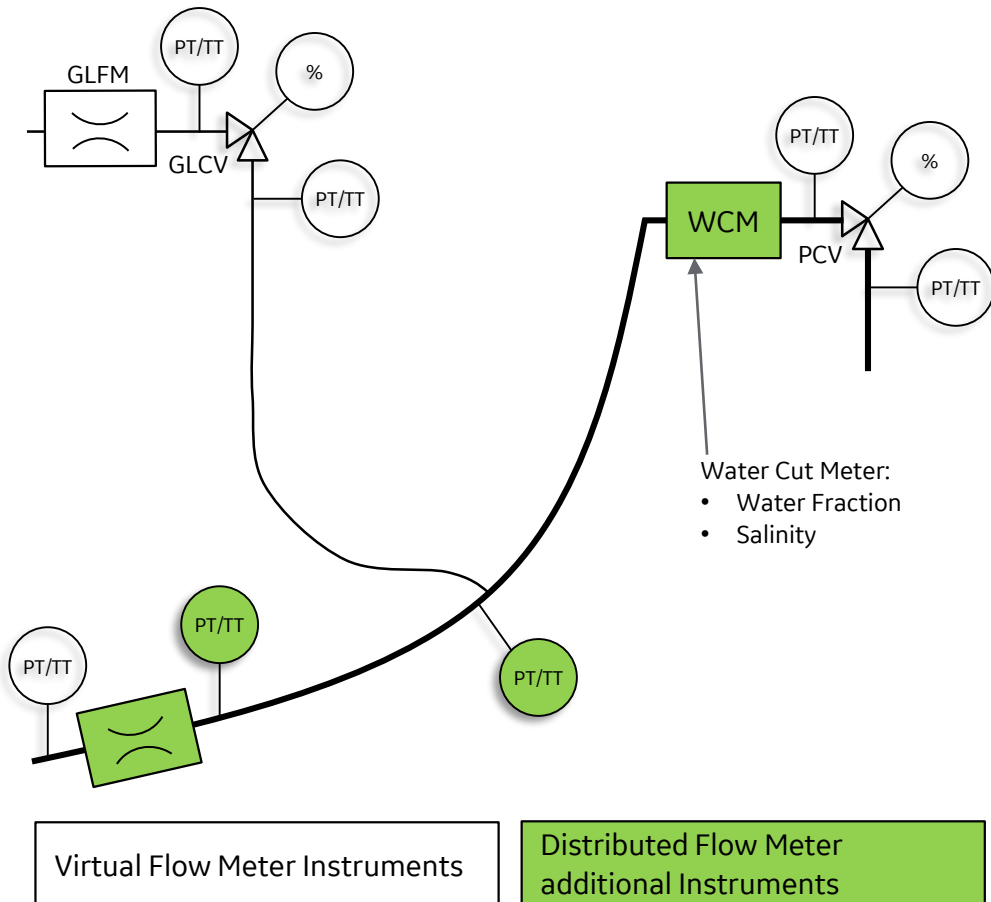 PT/TT
GLFM
%
GLCV
PT/TT
PT/TT
%
WCM
PCV
PT/TT
Water Cut Meter:
• Water Fraction
• Salinity
PT/TT
PT/TT
PT/TT
Virtual Flow Meter Instruments
Distributed Flow Meter
additional Instruments